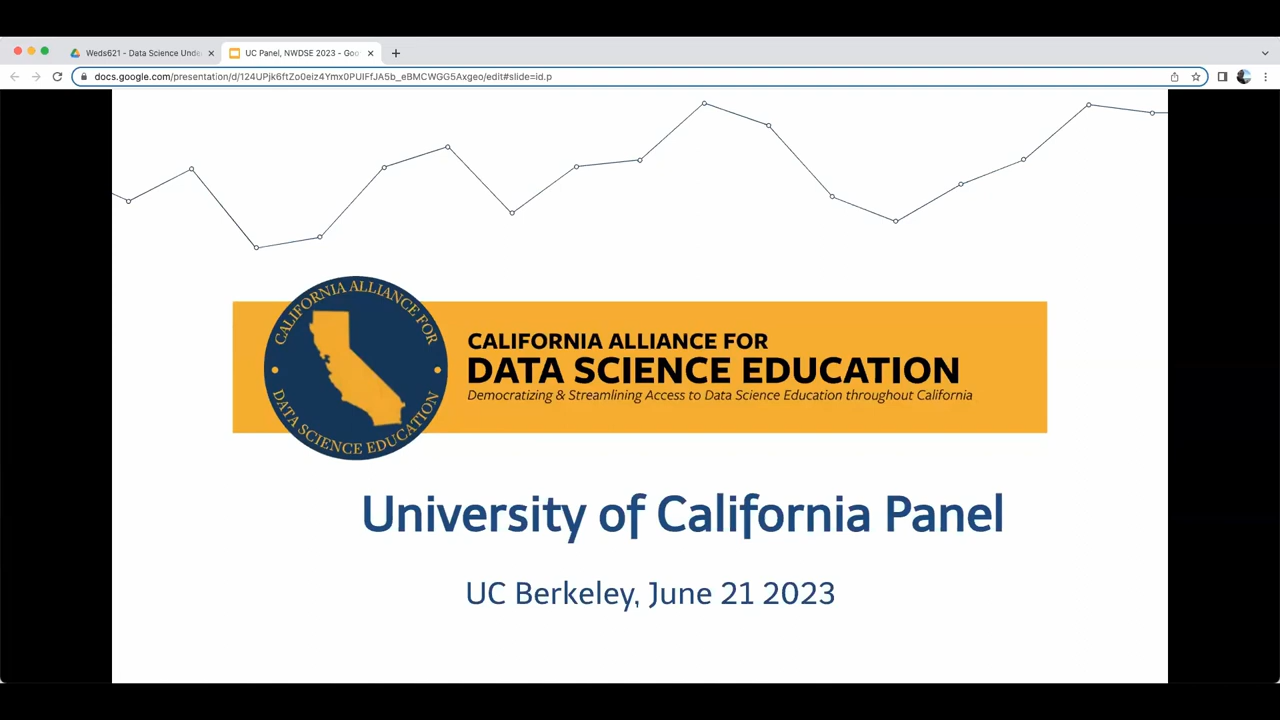 Weds621 - Data Science Unde
UC Panel, NWDSE 2023 - Goo
docs.google.com/presentation/d/124UPjk6ftZo0eiz4Ymx0PUIFfJA5b_eBMCWGG5Axgeo/edit#slide=id.p
CALIFORNIA ALLIANCE FOR
DATA SCIENCE EDUCATION
CALIFORNIA ALLIANCE FOR
DATA SCIENCE EDUCATION
Democratizing & Streamlining Access to Data Science Education throughout California
University of California Panel
UC Berkeley, June 21 2023